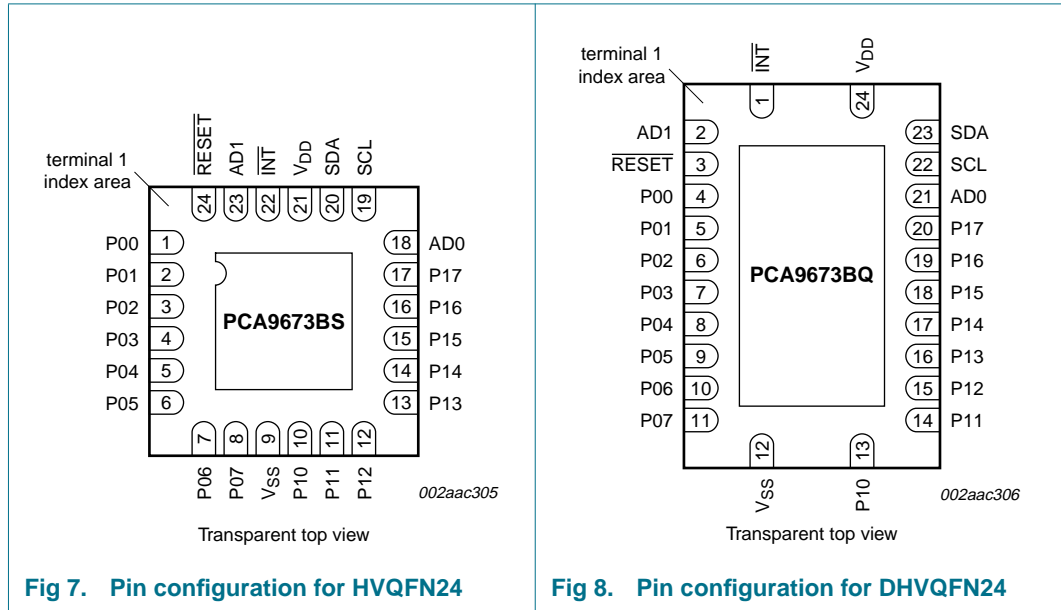 terminal 1
index area
RESET
AD1
INT
VDD
SDA
SCL
24
23
22
21
20
19
P00 1
P01 2
P02 3
P03 4
P04 5
P05 6
18 AD0
17 P17
16 P16
15 P15
14 P14
13 P13
PCA9673BS
7
8
9
10
11
12
P06
P07
VSS
P10
P11
P12
002aac305
Transparent top view
Fig 7. Pin configuration for HVQFN24
terminal 1
index area
INT
VDD
1
24
AD1 2
RESET 3
P00 4
P01 5
P02 6
P03 7
P04 8
P05 9
P06 10
P07 11
23 SDA
22 SCL
21 AD0
20 P17
19 P16
18 P15
17 P14
16 P13
15 P12
14 P11
PCA9673BQ
12
13
VSS
P10
002aac306
Transparent top view
Fig 8. Pin configuration for DHVQFN24